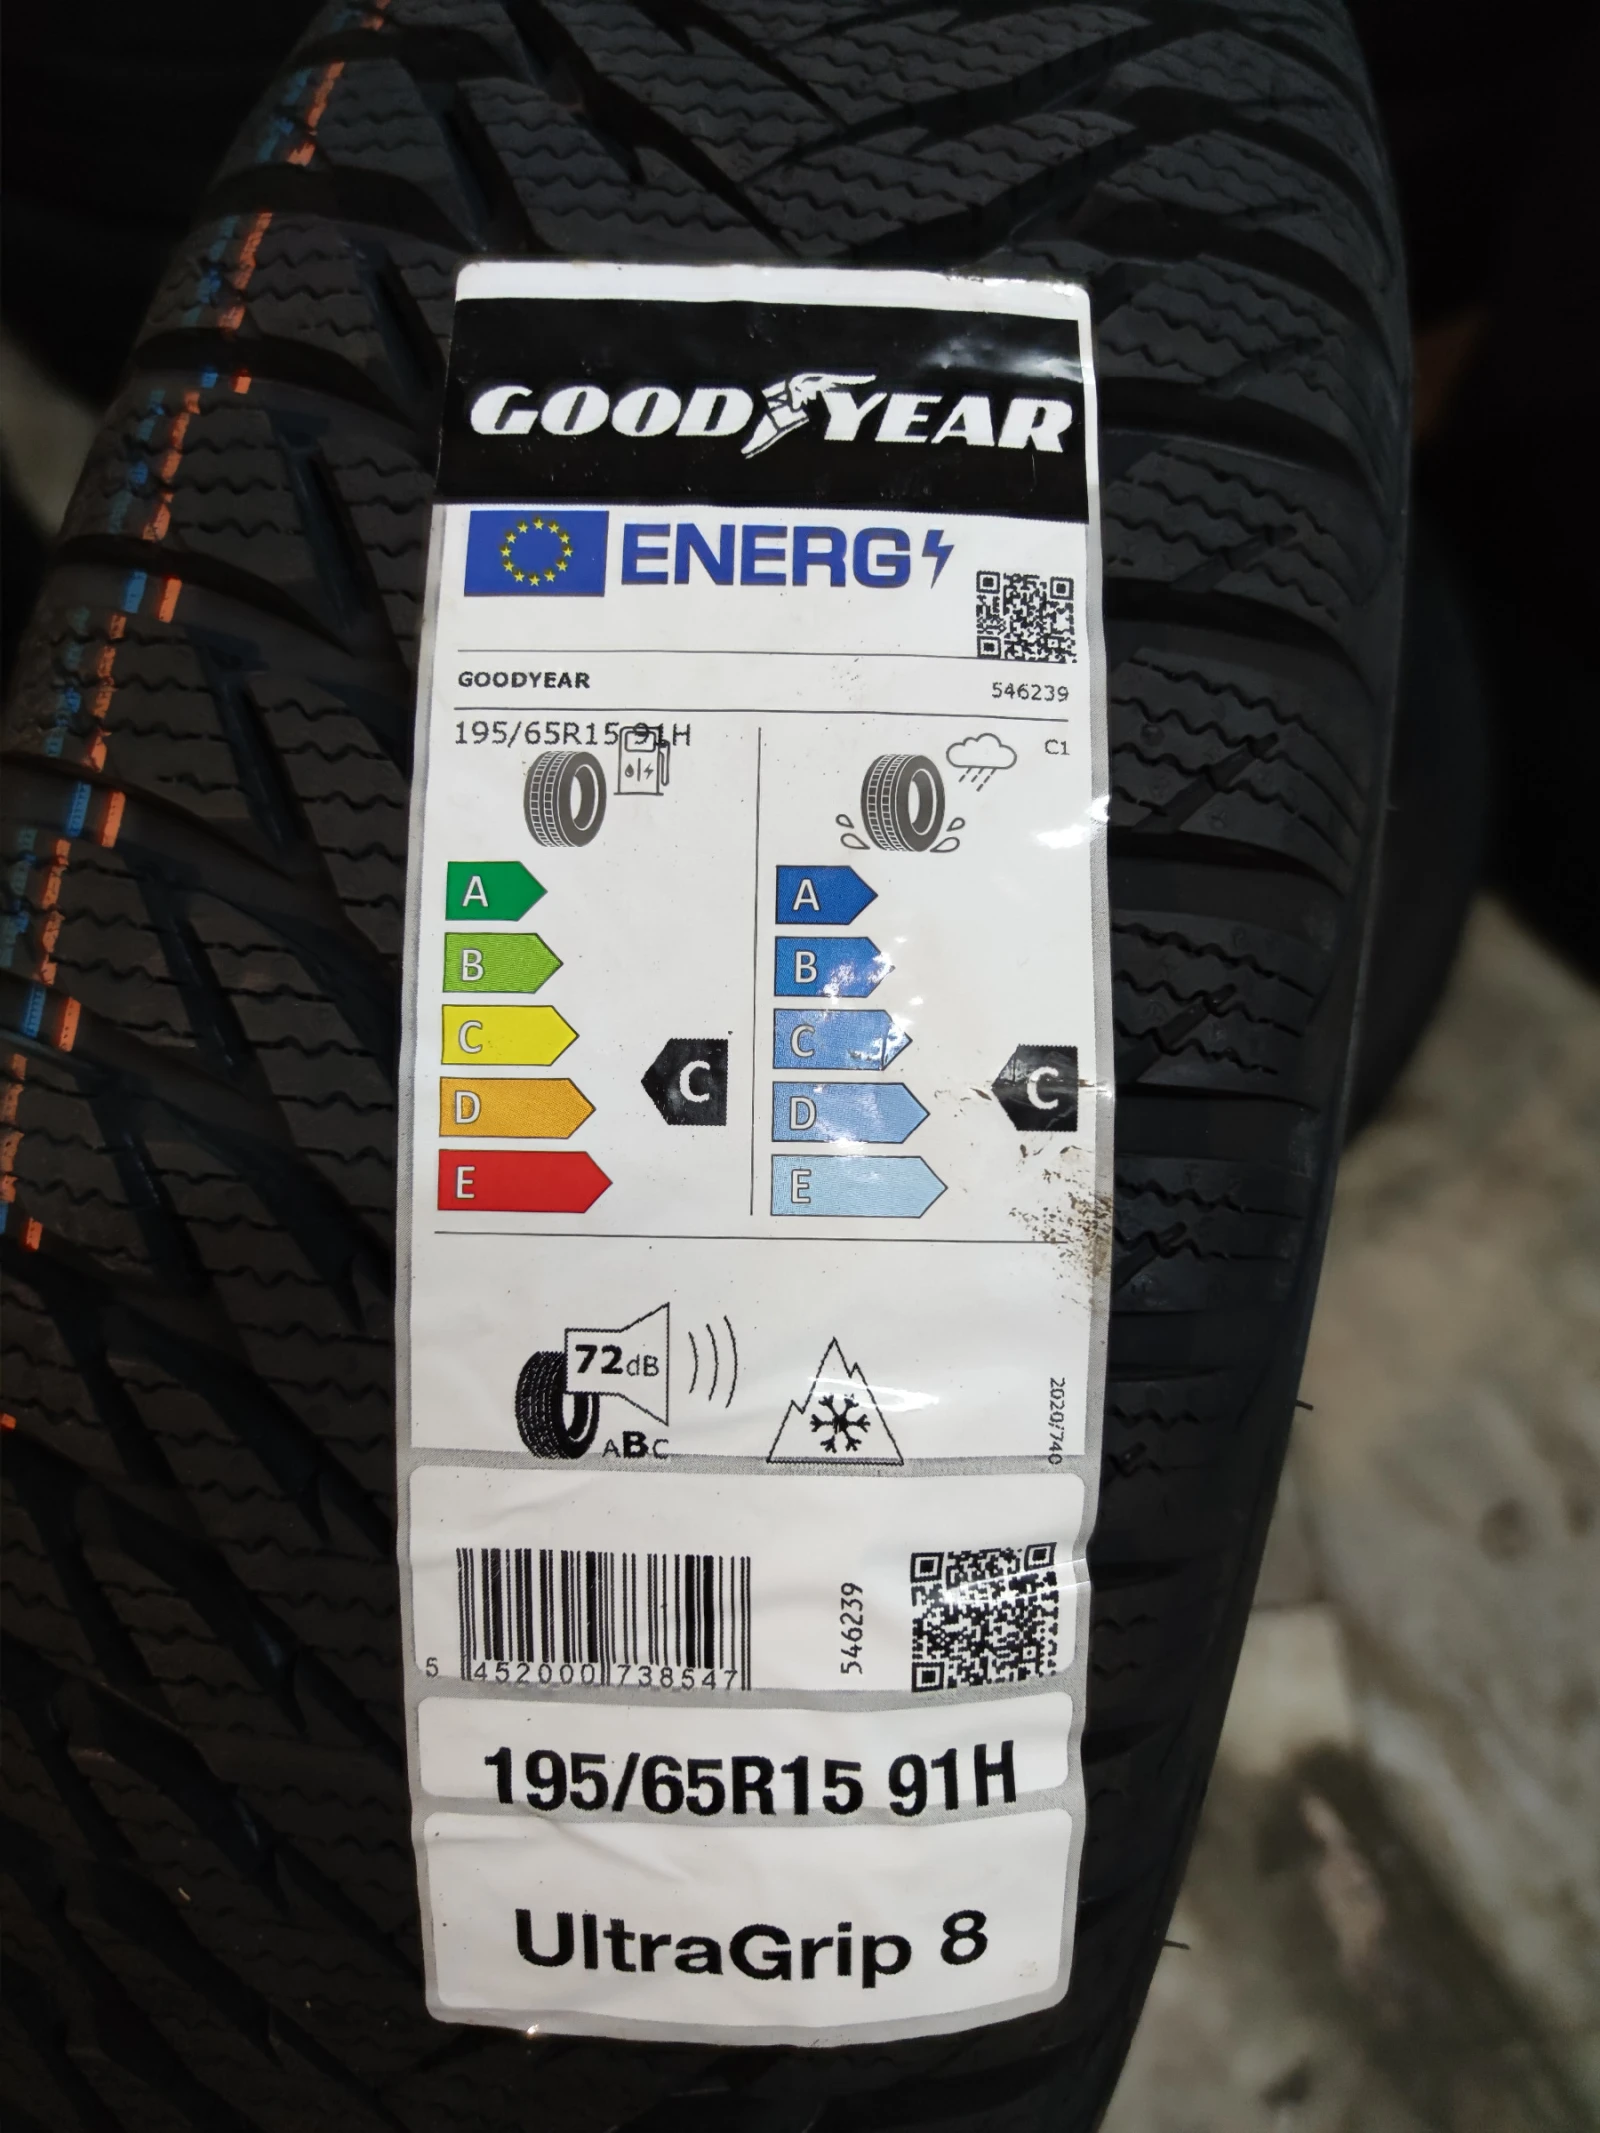 GOODYEAR
ENERG
GOODYEAR
546239
195/65R15 91H
C1
A
B
C
D
E
C
A
B
C
D
E
C
72dB
ABC
2020/740
5 452000 738547
546239
195/65R15 91H
UltraGrip 8